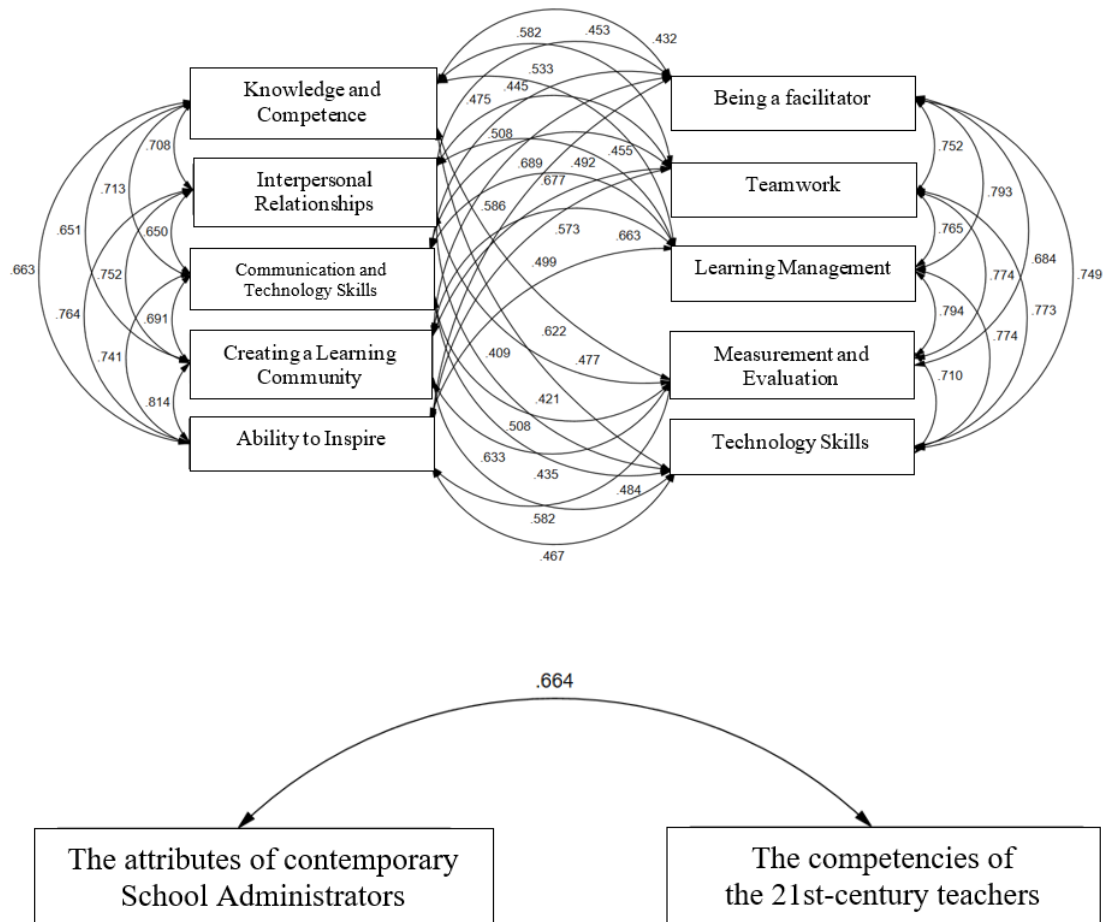 .582
.453
.432
.533
.445
.475
.508
.455
.492
.689
.677
.586
.573
.663
.499
Knowledge and
Competence
Interpersonal
Relationships
Communication and
Technology Skills
Creating a Learning
Community
Ability to Inspire
.708
.713
.651
.650
.663
.752
.764
.691
.741
.814
Being a facilitator
Teamwork
Learning Management
Measurement and
Evaluation
Technology Skills
.752
.793
.765
.684
.774
.749
.794
.773
.774
.710
.622
.409
.477
.421
.508
.633
.435
.484
.582
.467
.664
The attributes of contemporary
School Administrators
The competencies of
the 21st-century teachers